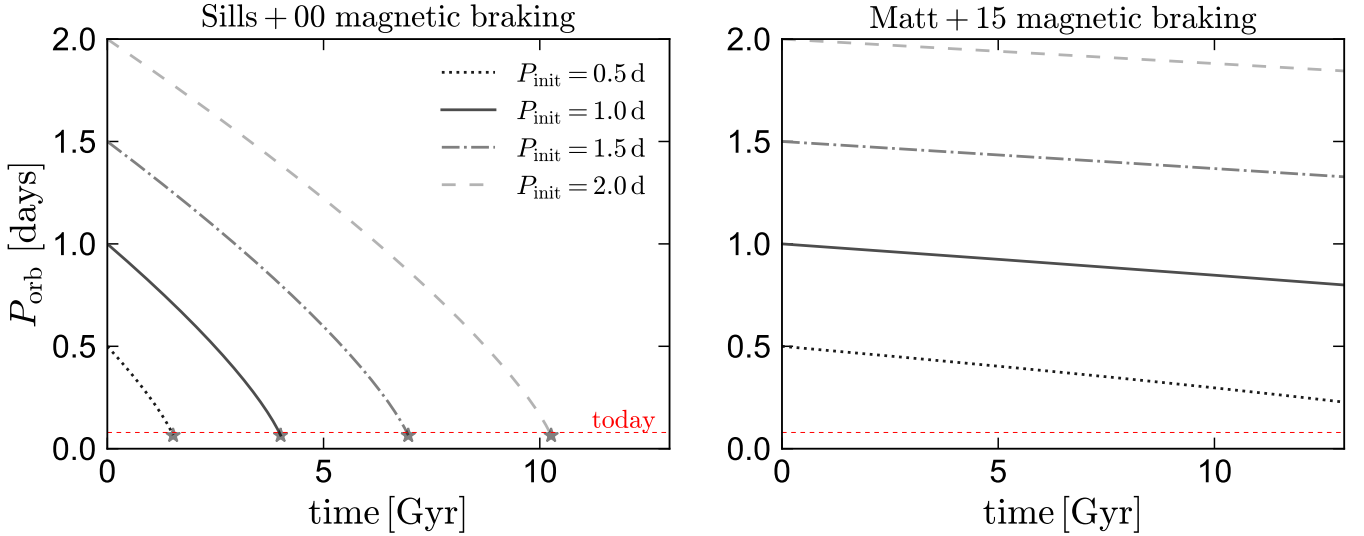 Sills + 00 magnetic braking
2.0
1.5
1.0
0.5
0.0
P_orb [days]
P_init = 0.5 d
P_init = 1.0 d
P_init = 1.5 d
P_init = 2.0 d
today
0 5 10
time [Gyr]
Matt + 15 magnetic braking
2.0
1.5
1.0
0.5
0.0
0 5 10
time [Gyr]